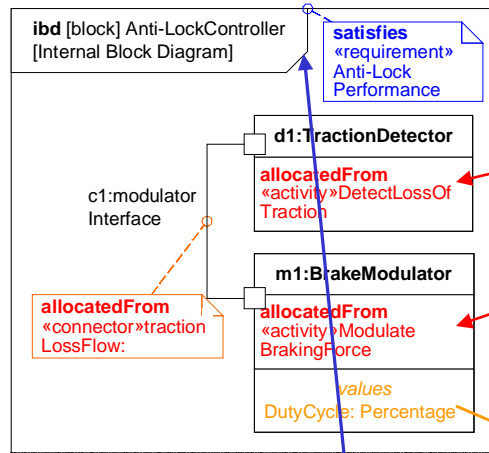 ibd [block] Anti-LockController
[Internal Block Diagram]
satisfies
«requirement»
Anti-Lock
Performance
d1:TractionDetector
allocatedFrom
«activity»DetectLossOf
Traction
c1:modulator
Interface
m1:BrakeModulator
allocatedFrom
«activity»Modulate
BrakingForce
allocatedFrom
«connector»traction
LossFlow:
values
DutyCycle: Percentage